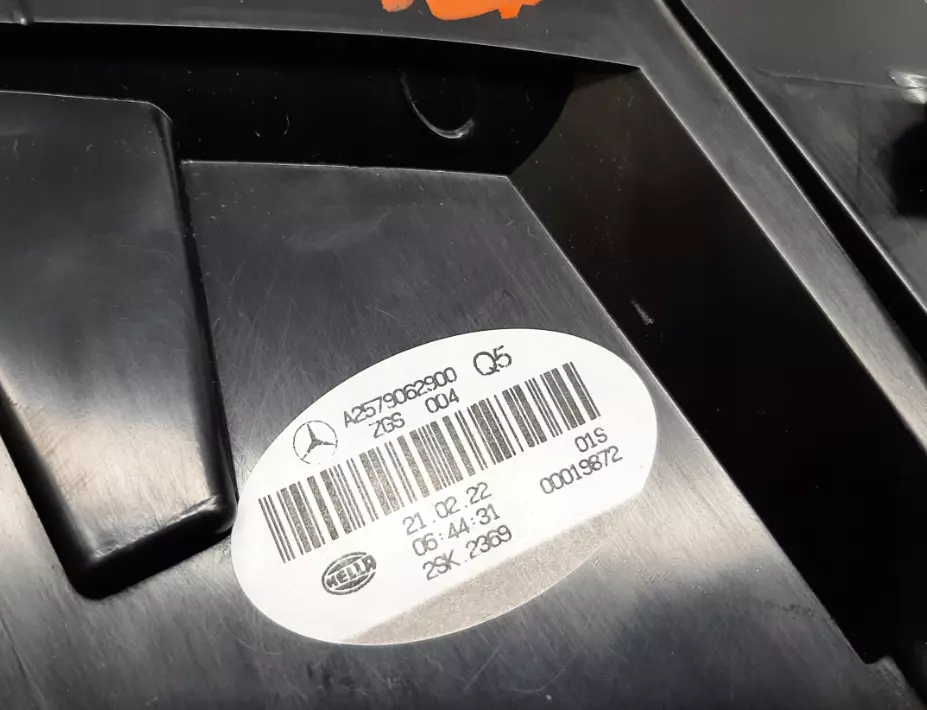 A2579062900 Q5
ZGS 004
01S
21.02.22 00019872
06:44:31
2SK.2369
HELLA